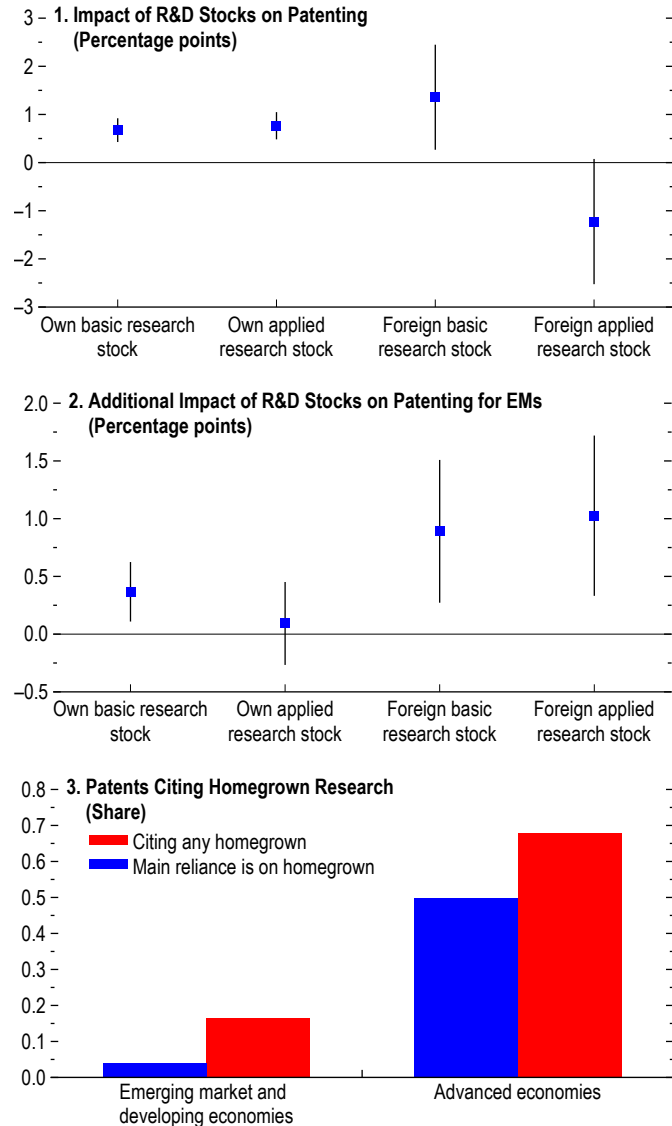 1. Impact of R&D Stocks on Patenting
(Percentage points)
3
2
1
0
–1
–2
–3
Own basic research
stock
Own applied
research stock
Foreign basic
research stock
Foreign applied
research stock
2. Additional Impact of R&D Stocks on Patenting for EMs
(Percentage points)
2.0
1.5
1.0
0.5
0.0
–0.5
Own basic research
stock
Own applied
research stock
Foreign basic
research stock
Foreign applied
research stock
3. Patents Citing Homegrown Research
(Share)
Citing any homegrown
Main reliance is on homegrown
0.8
0.7
0.6
0.5
0.4
0.3
0.2
0.1
0.0
Emerging market and
developing economies
Advanced economies